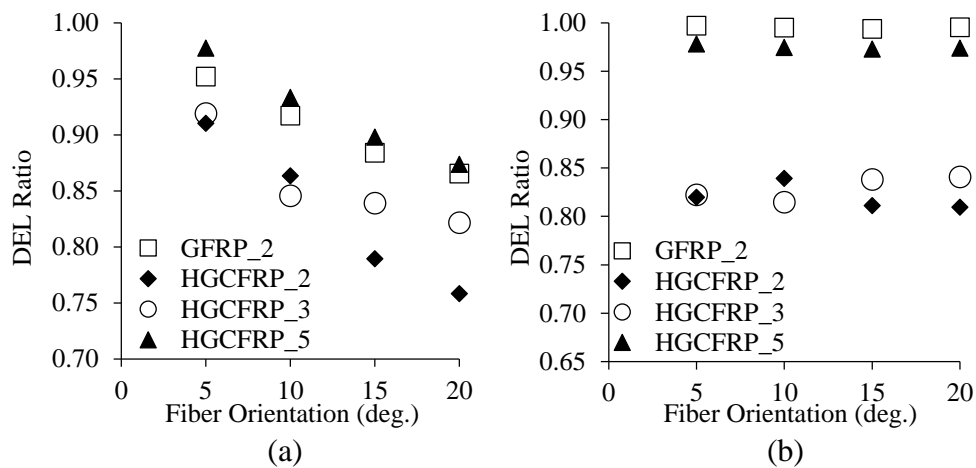 1.00
0.95
0.90
0.85
0.80
0.75
0.70
DEL Ratio
GFRP_2
HGCFRP_2
HGCFRP_3
HGCFRP_5
0 5 10 15 20
Fiber Orientation (deg.)
(a)
1.00
0.95
0.90
0.85
0.80
0.75
0.70
0.65
DEL Ratio
GFRP_2
HGCFRP_2
HGCFRP_3
HGCFRP_5
0 5 10 15 20
Fiber Orientation (deg.)
(b)